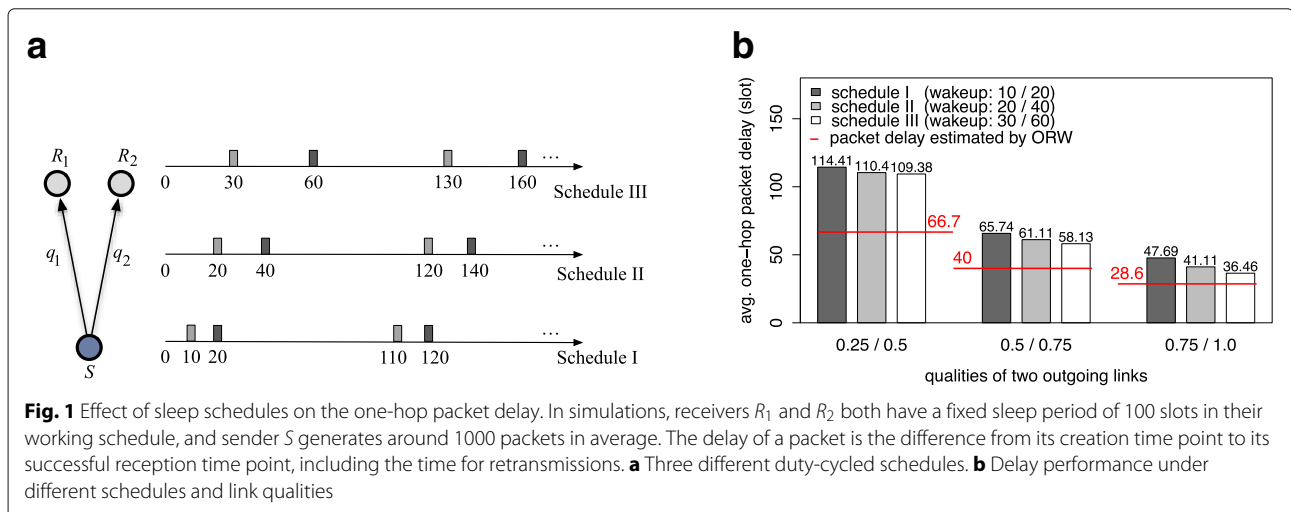 a
R1 R2
0 30 60 130 160 ...
Schedule III
q1 q2
0 20 40 120 140 ...
Schedule II
0 10 20 110 120 ...
Schedule I
S
b
avg. one-hop packet delay (slot)
0 50 100 150
schedule I (wakeup: 10 / 20)
schedule II (wakeup: 20 / 40)
schedule III (wakeup: 30 / 60)
packet delay estimated by ORW
114.41 110.4 109.38
66.7
65.74 61.11 58.13
40
47.69 41.11 36.46
28.6
0.25 / 0.5 0.5 / 0.75 0.75 / 1.0
qualities of two outgoing links
Fig. 1 Effect of sleep schedules on the one-hop packet delay. In simulations, receivers R1 and R2 both have a fixed sleep period of 100 slots in their
working schedule, and sender S generates around 1000 packets in average. The delay of a packet is the difference from its creation time point to its
successful reception time point, including the time for retransmissions. a Three different duty-cycled schedules. b Delay performance under
different schedules and link qualities